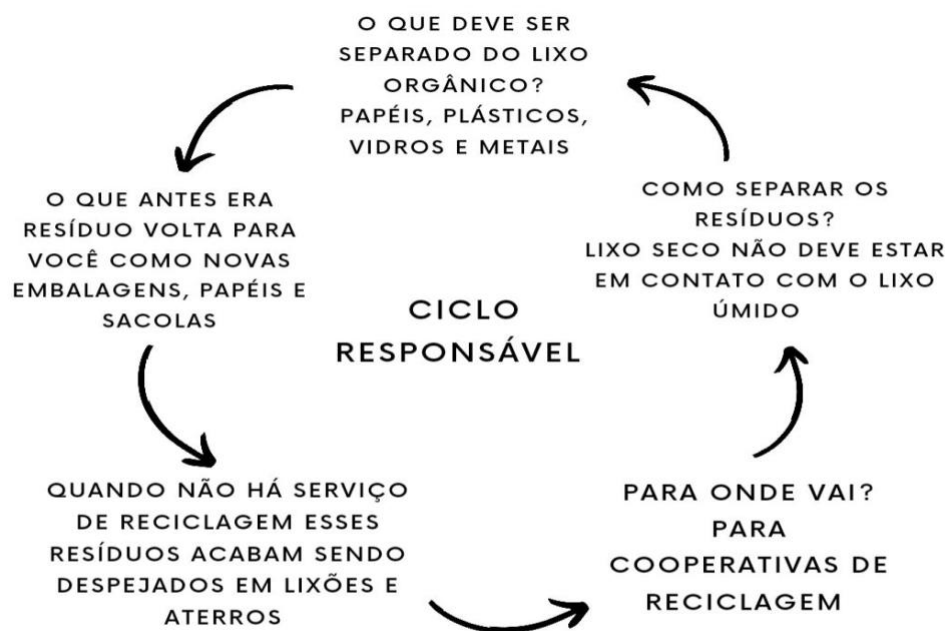 O QUE DEVE SER
SEPARADO DO LIXO
ORGÂNICO?
PAPÉIS, PLÁSTICOS,
VIDROS E METAIS
O QUE ANTES ERA
RESÍDUO VOLTA PARA
VOCÊ COMO NOVAS
EMBALAGENS, PAPÉIS E
SACOLAS
QUANDO NÃO HÁ SERVIÇO
DE RECICLAGEM ESSES
RESÍDUOS ACABAM SENDO
DESPEJADOS EM LIXÕES E
ATERROS
PARA ONDE VAI?
PARA
COOPERATIVAS DE
RECICLAGEM
COMO SEPARAR OS
RESÍDUOS?
LIXO SECO NÃO DEVE ESTAR
EM CONTATO COM O LIXO
ÚMIDO
CICLO
RESPONSÁVEL